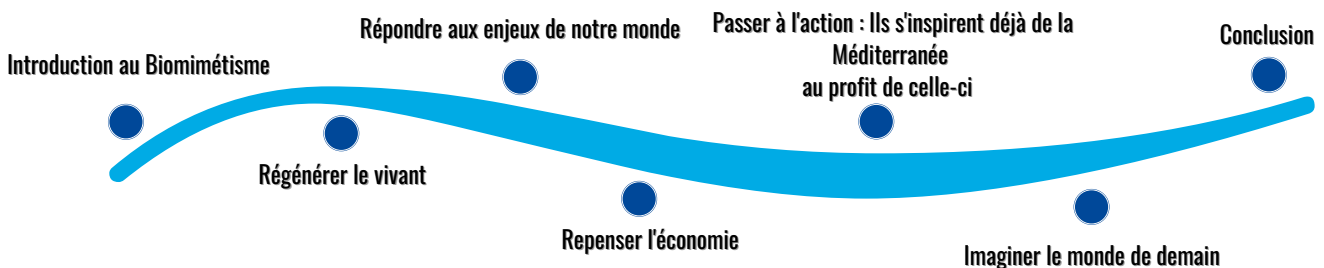 Introduction au Biomimétisme
Régénérer le vivant
Répondre aux enjeux de notre monde
Repenser l'économie
Passer à l'action : Ils s'inspirent déjà de la
Méditerranée
au profit de celle-ci
Imaginer le monde de demain
Conclusion